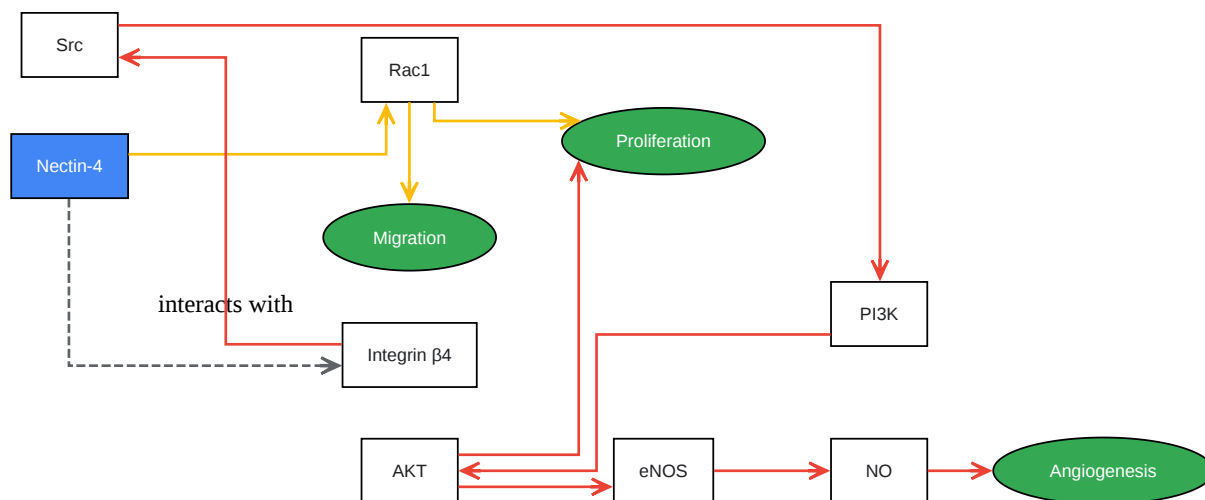 Src
Rac1
Proliferation
Nectin-4
Migration
interacts with
PI3K
Integrin β4
AKT
eNOS
NO
Angiogenesis